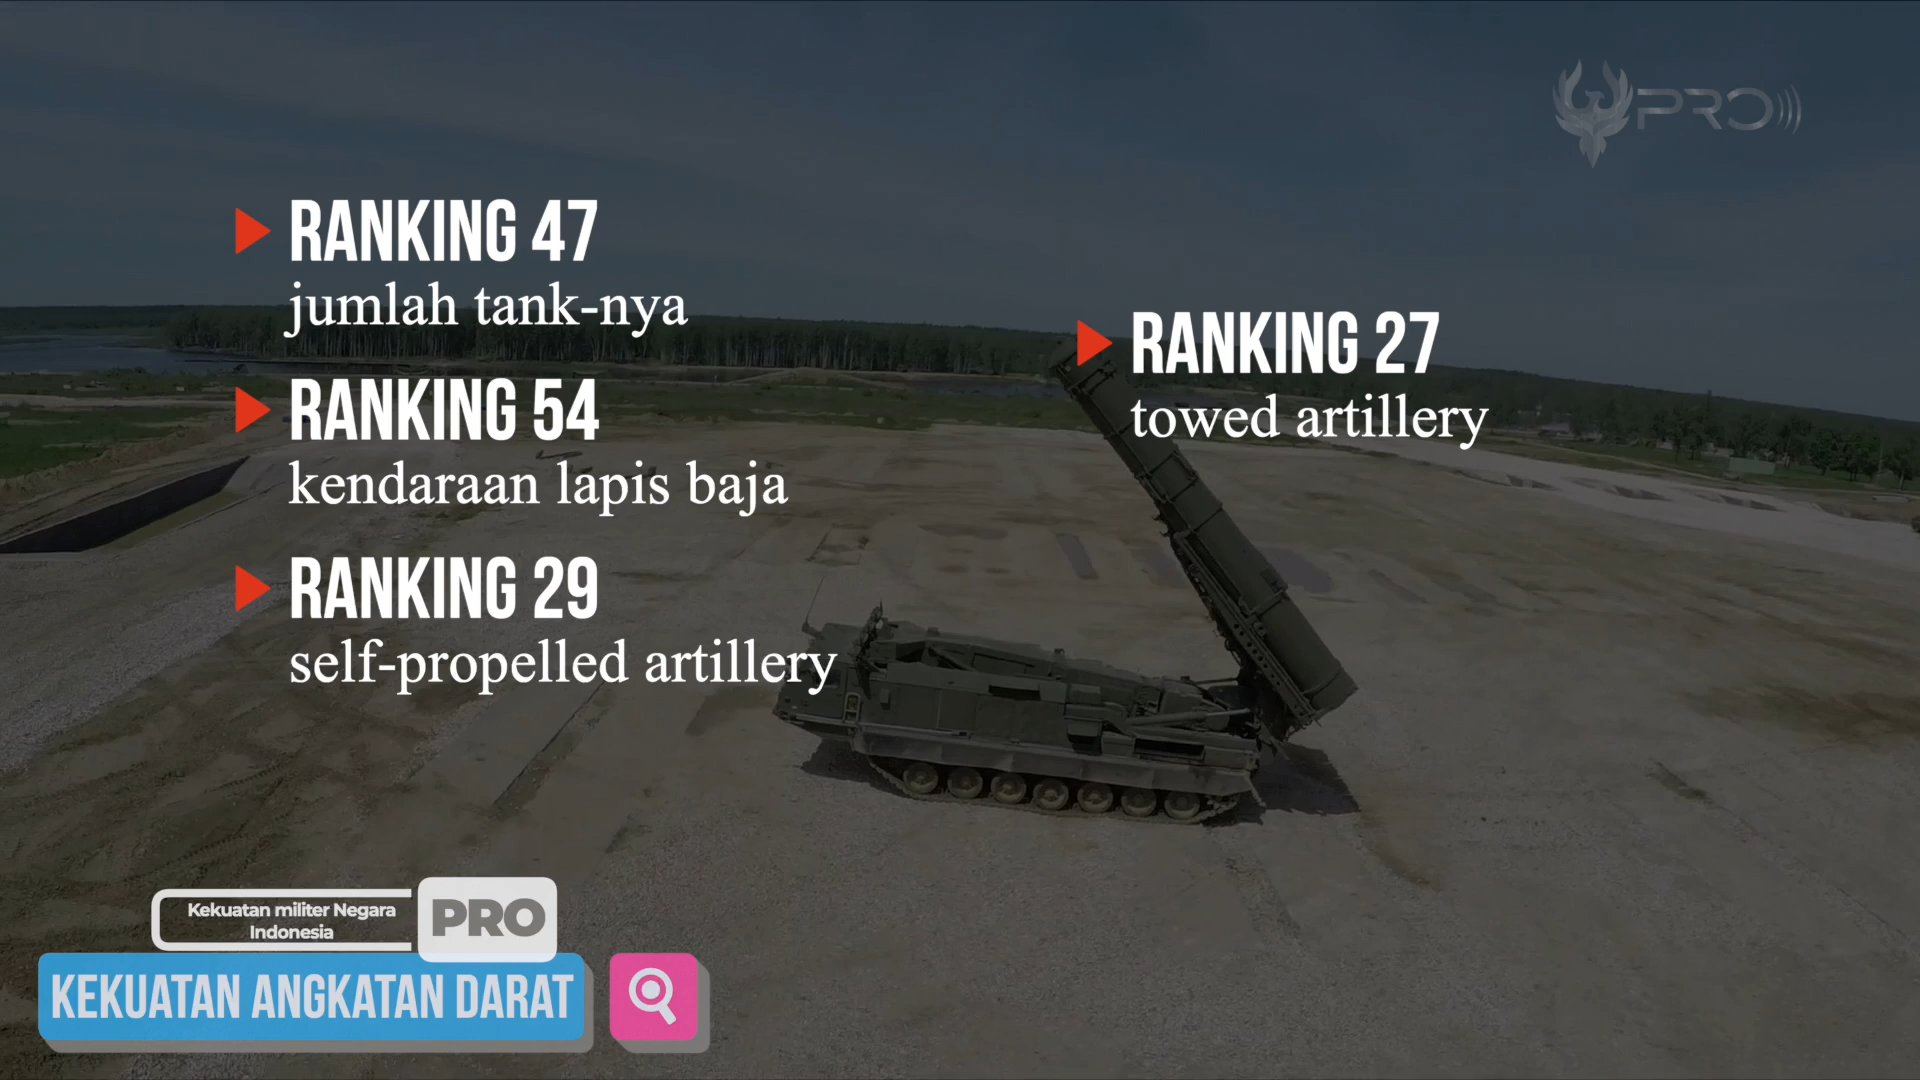 PRO
RANKING 47
jumlah tank-nya
RANKING 54
kendaraan lapis baja
RANKING 29
self-propelled artillery
RANKING 27
towed artillery
Kekuatan militer Negara
Indonesia
PRO
KEKUATAN ANGKATAN DARAT